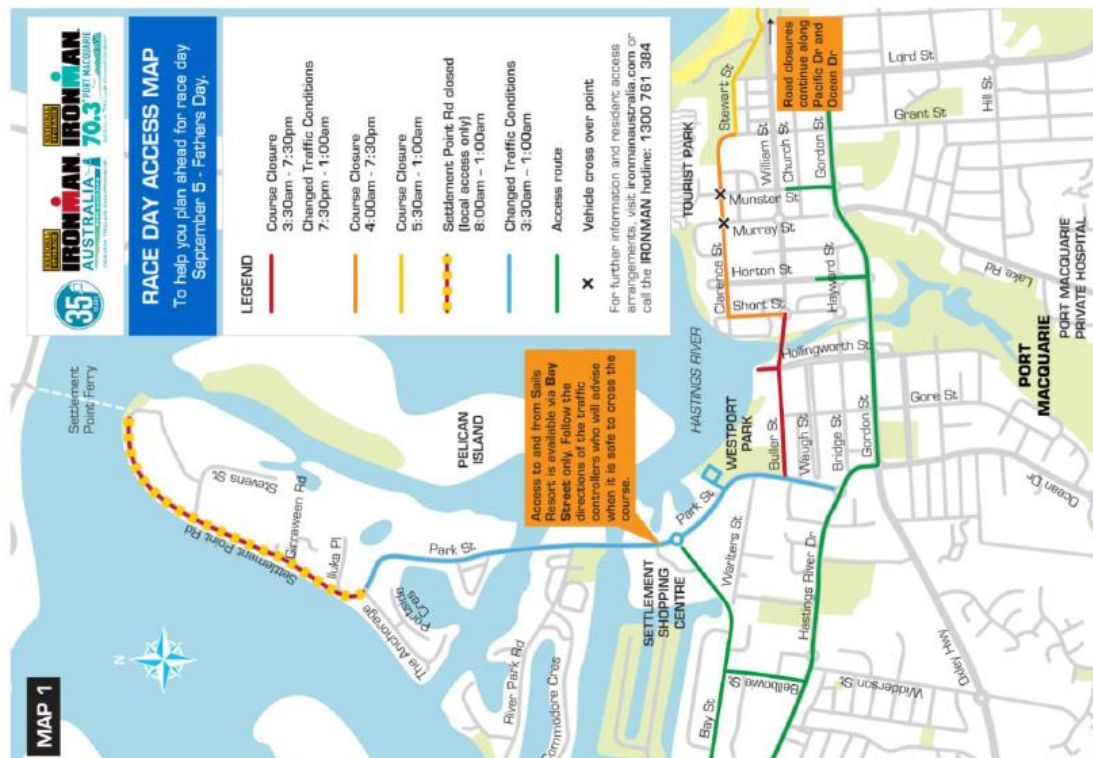 MAP 1
N
35
YEARS
IRONMAN
AUSTRALIA
IRONMAN
70.3 PORT MACQUARIE
RACE DAY ACCESS MAP
To help you plan ahead for race day
September 5 - Fathers Day.
LEGEND
Course Closure
3:30am - 7:30pm
Changed Traffic Conditions
7:30pm - 1:00am
Course Closure
4:00am - 7:30pm
Course Closure
5:30am - 1:00am
Settlement Point Rd closed
(local access only)
8:00am – 1:00am
Changed Traffic Conditions
3:30am – 1:00am
Access route
Vehicle cross over point
For further information and resident access
arrangements, visit ironmanaustralia.com or
call the IRONMAN hotline: 1300 761 384
Settlement
Point Ferry
Stevens St
Settlement Point Rd
Girraween Rd
Iluka Pl
The Anchorage
Portside
Cres
Park St
PELICAN
ISLAND
River Park Rd
Commodore Cres
Access to and from Sails
Resort is available via Bay
Street only. Follow the
directions of the traffic
controllers who will advise
when it is safe to cross the
course.
HASTINGS RIVER
WESTPORT
PARK
SETTLEMENT
SHOPPING
CENTRE
Park St
Warlters St
Bay St
Bellbowie St
Hastings River Dr
Widderson St
Oxley Hwy
Buller St
Waugh St
Bridge St
Hollingworth St
Gordon St
Gore St
Ocean Dr
TOURIST PARK
Clarence St
Short St
Horton St
Hayward St
Murray St
Munster St
William St
Church St
Gordon St
Stewart St
Grant St
Lord St
Hill St
Lake Rd
Road closures
continue along
Pacific Dr and
Ocean Dr
PORT
MACQUARIE
PORT MACQUARIE
PRIVATE HOSPITAL